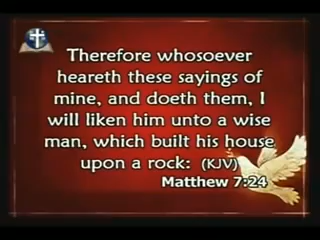 Therefore whosoever
heareth these sayings of
mine, and doeth them, I
will liken him unto a wise
man, which built his house
upon a rock: (KJV)
Matthew 7:24